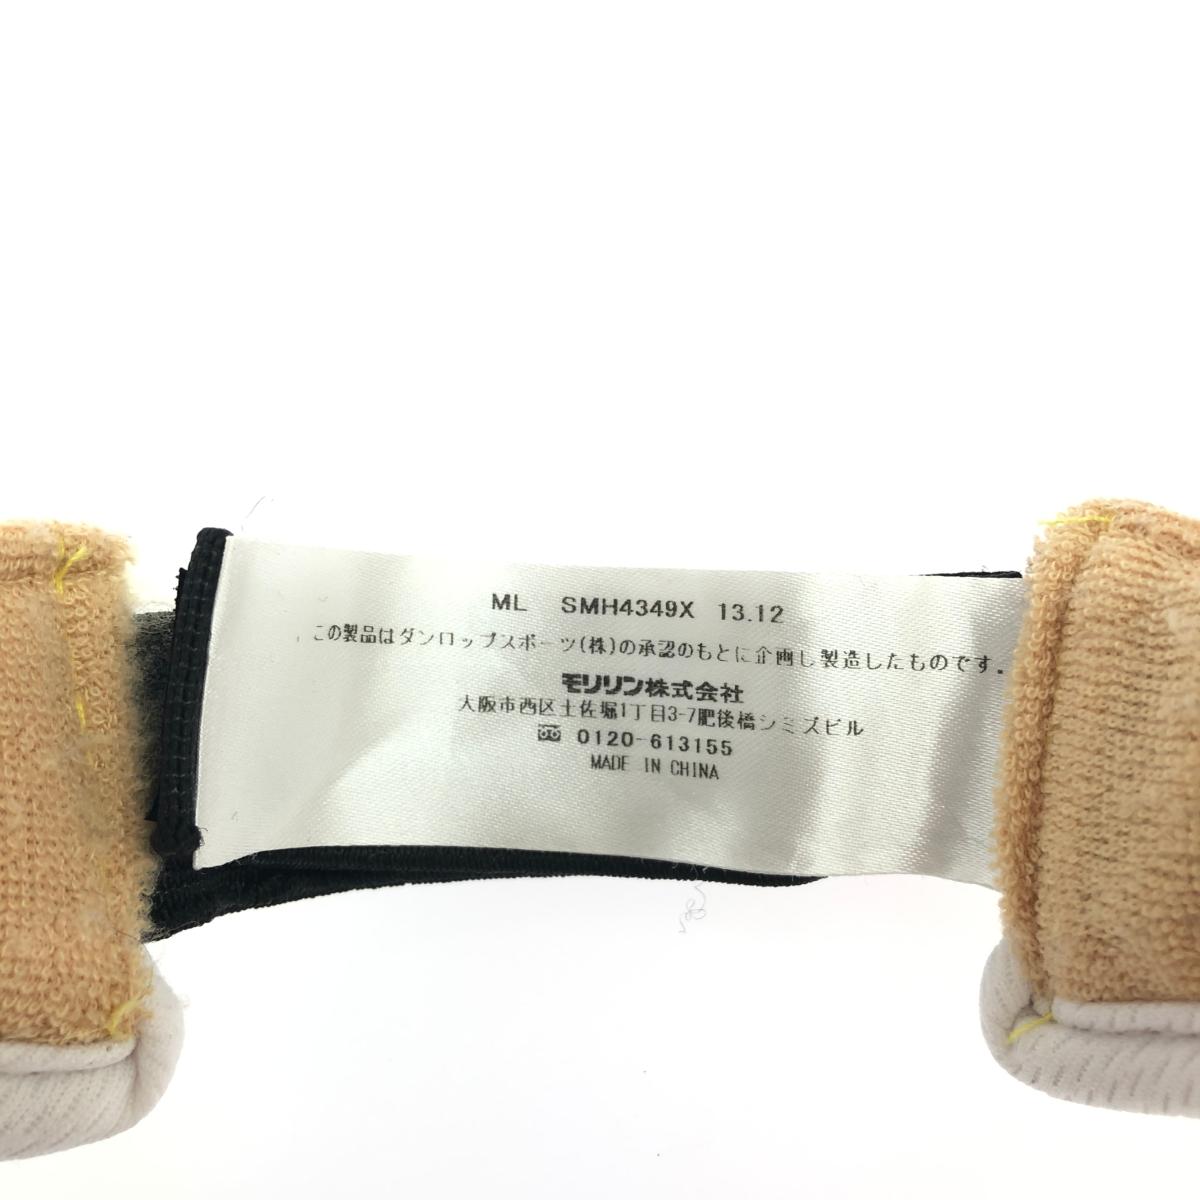 ML SMH4349X 13.12
この製品はダンロップスポーツ(株)の承認のもとに企画し製造したものです.
モリリン株式会社
大阪市西区土佐堀1丁目3-7肥後橋シミズビル
0120-613155
MADE IN CHINA